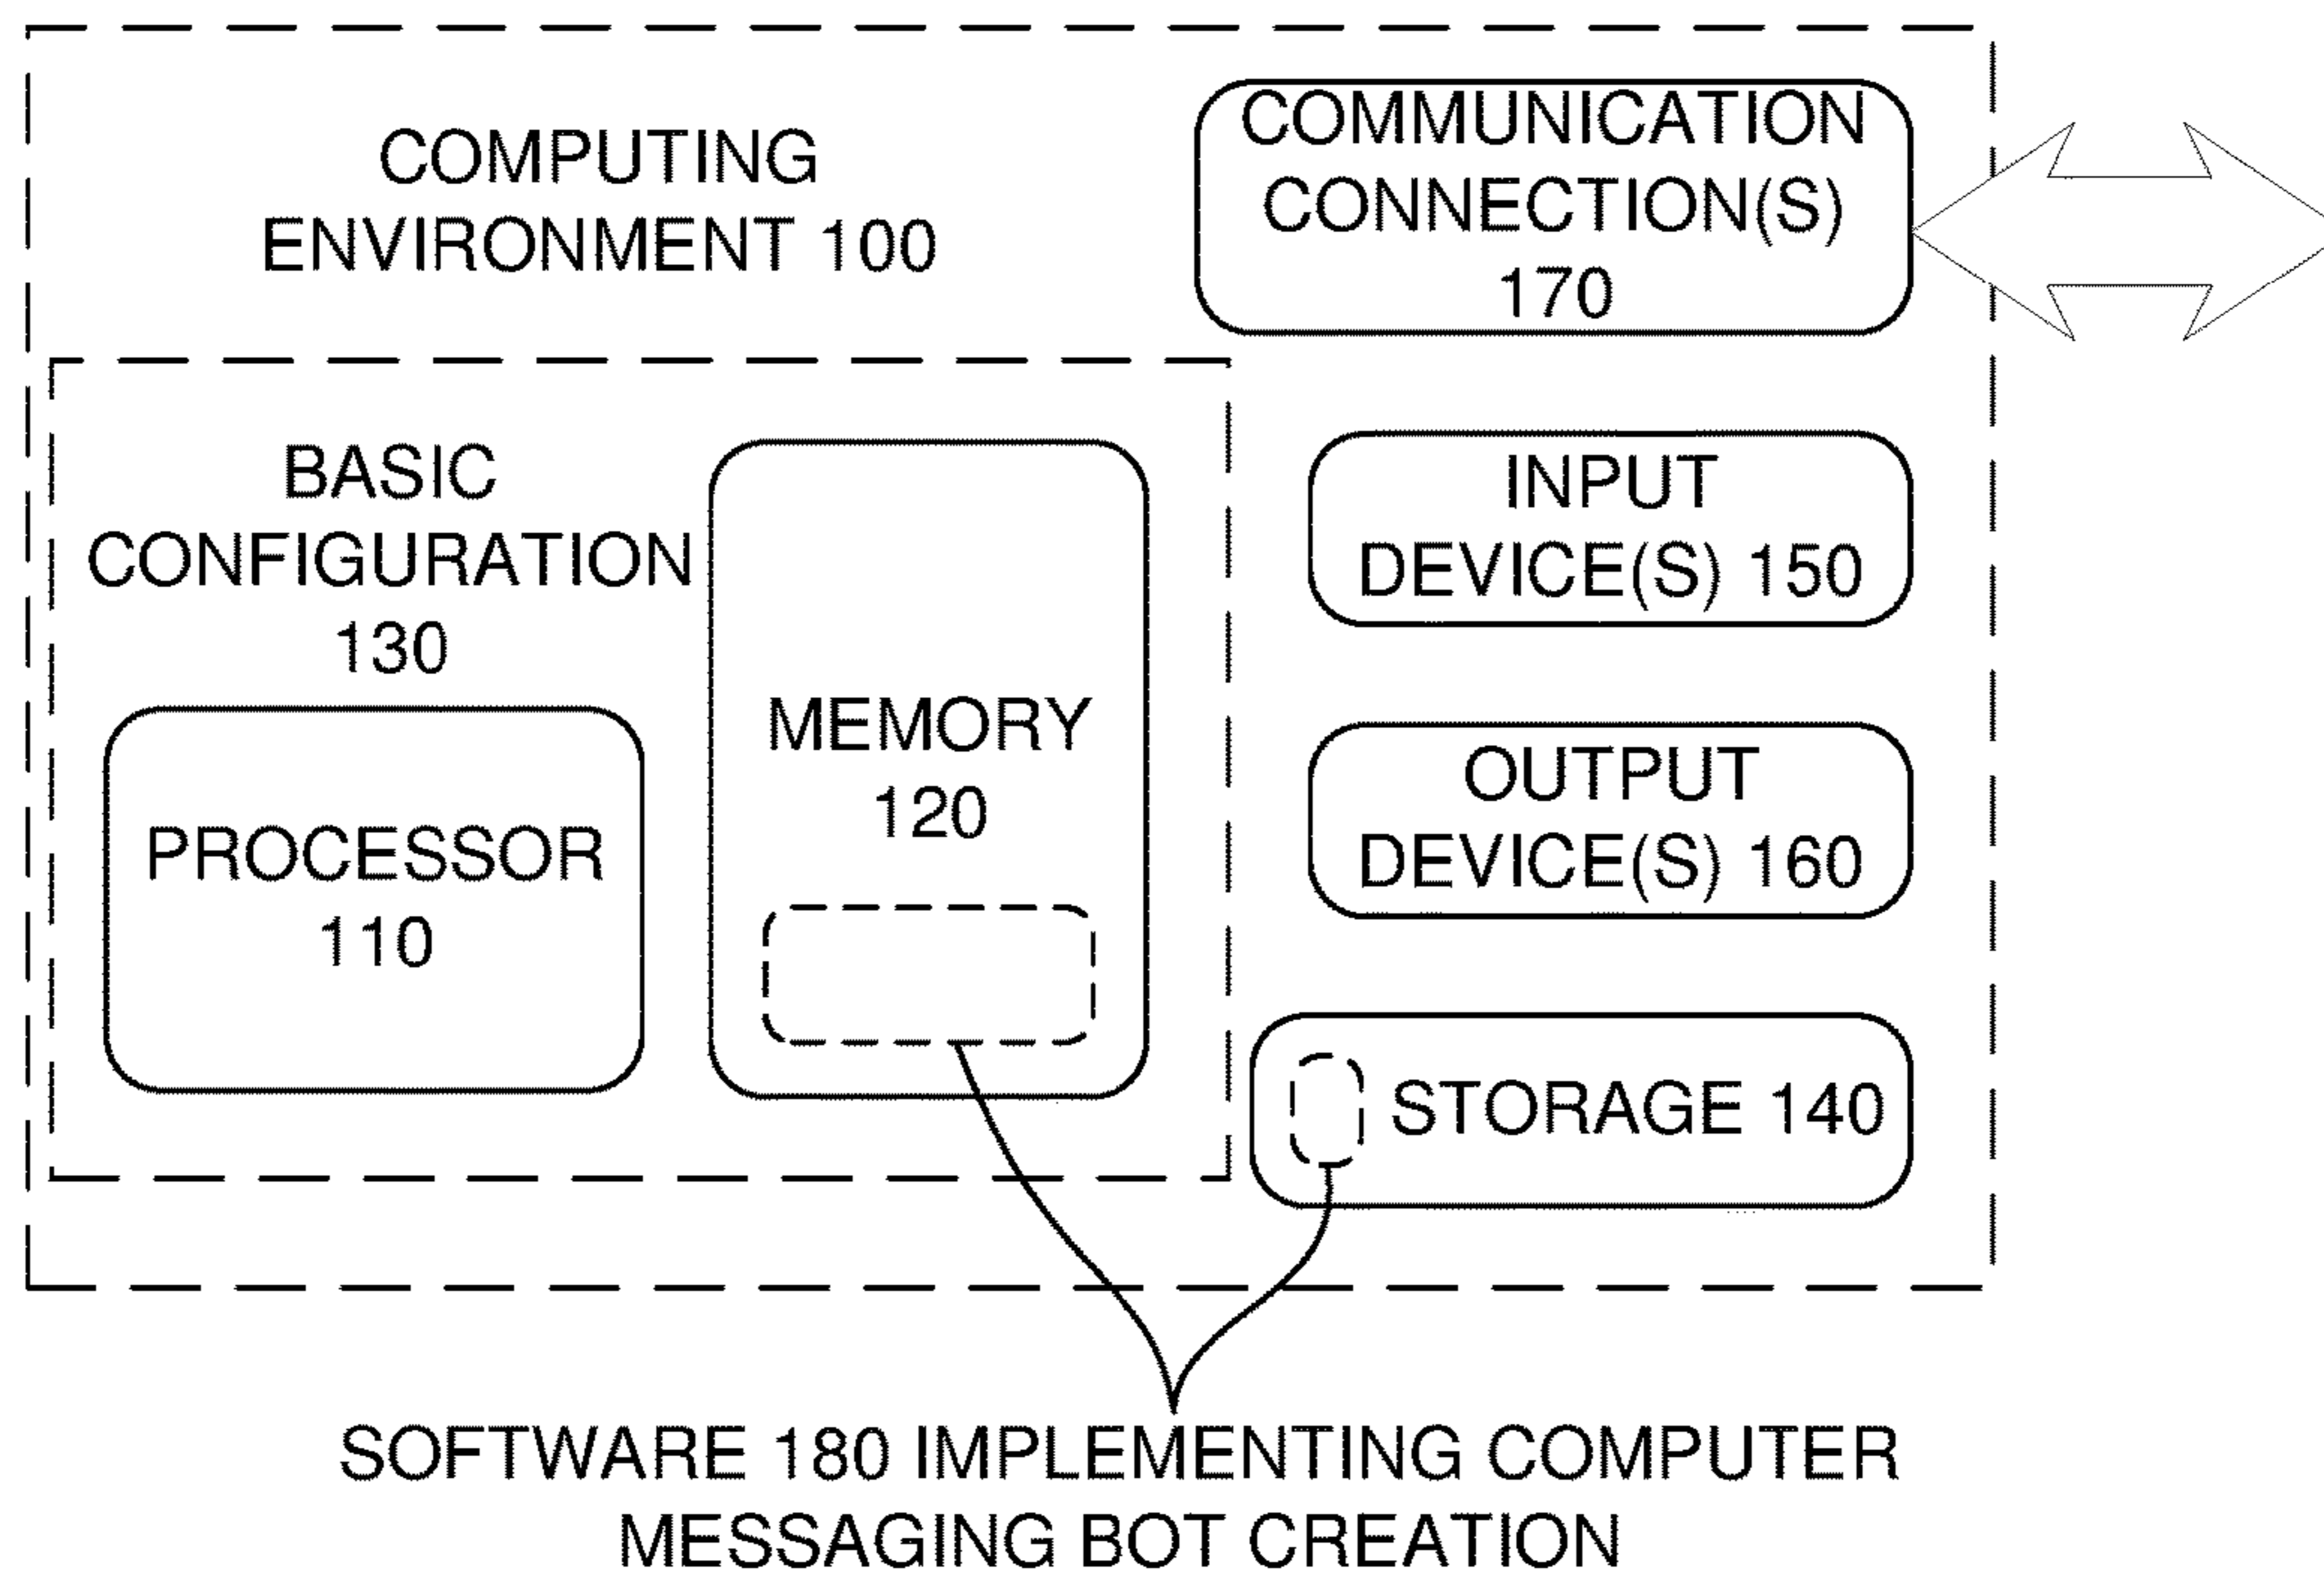 COMPUTING
ENVIRONMENT 100
COMMUNICATION
CONNECTION(S)
170
BASIC
CONFIGURATION
130
PROCESSOR
110
MEMORY
120
INPUT
DEVICE(S) 150
OUTPUT
DEVICE(S) 160
STORAGE 140
SOFTWARE 180 IMPLEMENTING COMPUTER
MESSAGING BOT CREATION